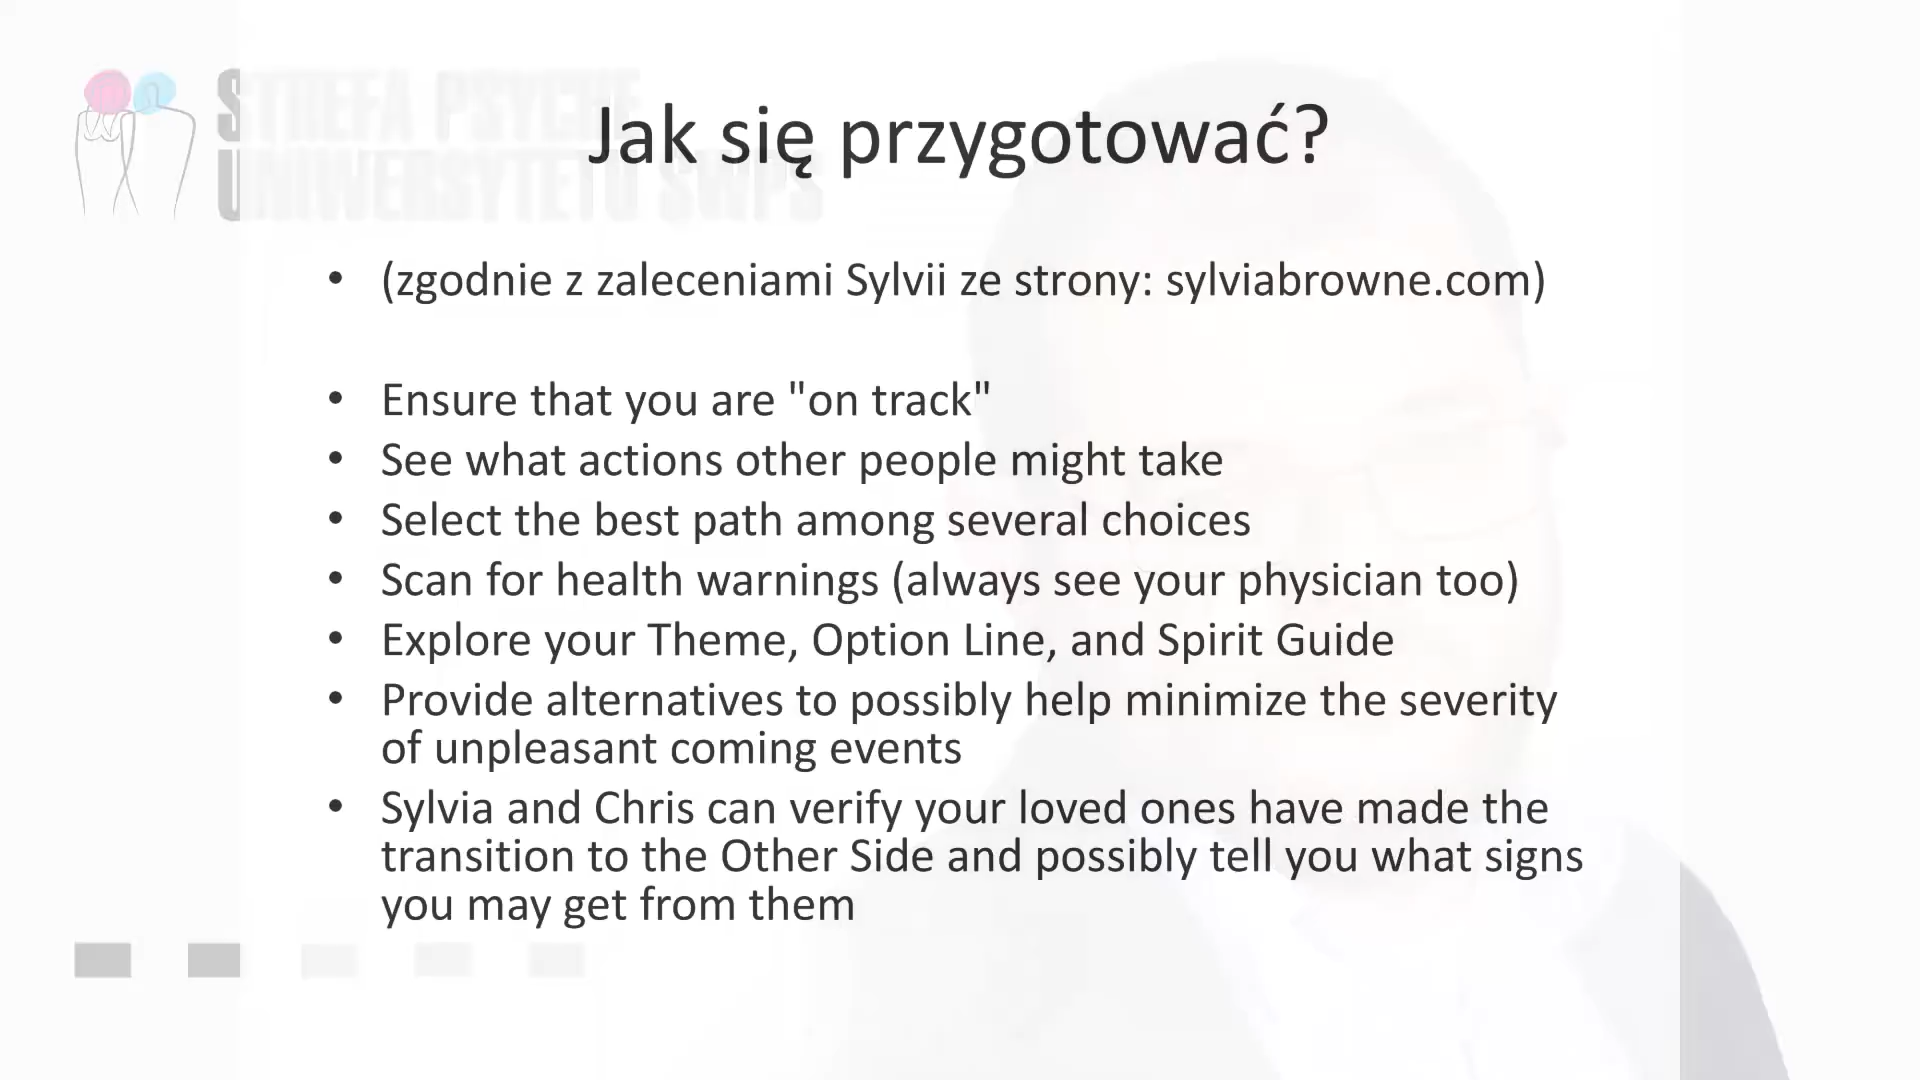 STREFA PSYCHE
UNIWERSYTETU SWPS
Jak się przygotować?
• (zgodnie z zaleceniami Sylvii ze strony: sylviabrowne.com)
• Ensure that you are "on track"
• See what actions other people might take
• Select the best path among several choices
• Scan for health warnings (always see your physician too)
• Explore your Theme, Option Line, and Spirit Guide
• Provide alternatives to possibly help minimize the severity
of unpleasant coming events
• Sylvia and Chris can verify your loved ones have made the
transition to the Other Side and possibly tell you what signs
you may get from them